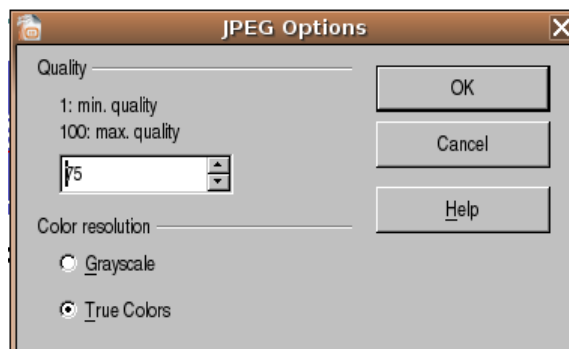 JPEG Options
Quality
1: min. quality
100: max. quality
75
Color resolution
Grayscale
True Colors
OK
Cancel
Help